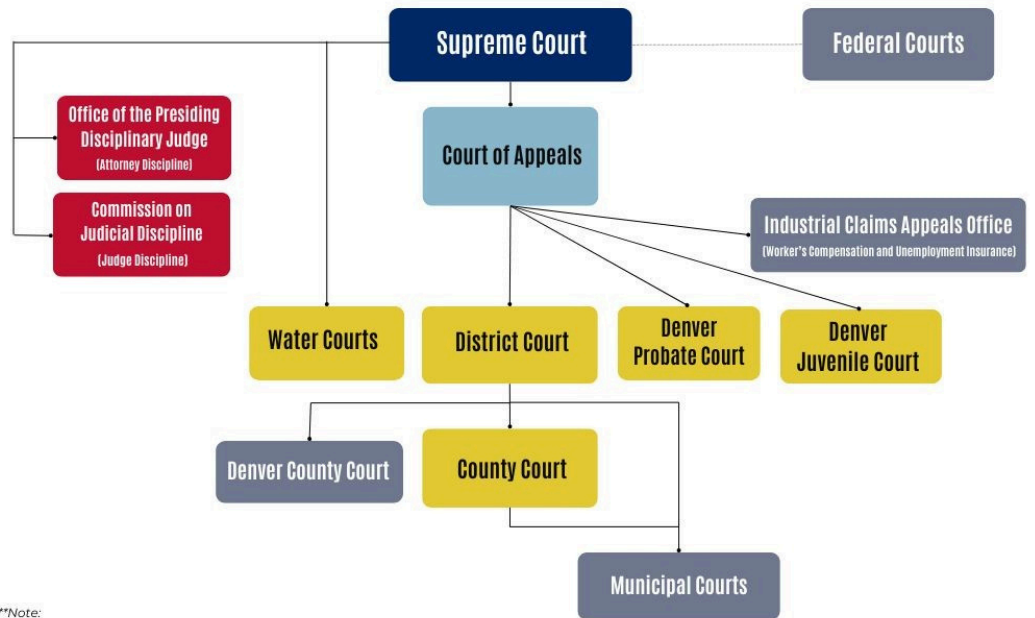 Supreme Court
Federal Courts
Office of the Presiding
Disciplinary Judge
(Attorney Discipline)
Court of Appeals
Commission on
Judicial Discipline
(Judge Discipline)
Industrial Claims Appeals Office
(Worker's Compensation and Unemployment Insurance)
Water Courts
District Court
Denver
Probate Court
Denver
Juvenile Court
Denver County Court
County Court
Municipal Courts
**Note: